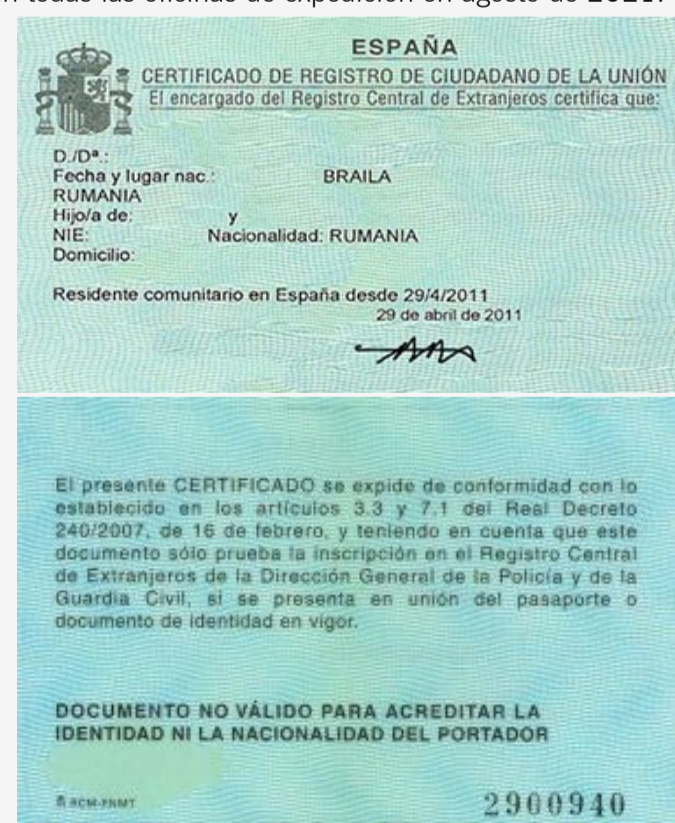 n todas las oficinas de expedición en agosto de 2021.
ESPAÑA
CERTIFICADO DE REGISTRO DE CIUDADANO DE LA UNIÓN
El encargado del Registro Central de Extranjeros certifica que:
D./Dª.:
Fecha y lugar nac.: BRAILA
RUMANIA
Hijo/a de: y
NIE: Nacionalidad: RUMANIA
Domicilio:
Residente comunitario en España desde 29/4/2011
29 de abril de 2011
El presente CERTIFICADO se expide de conformidad con lo
establecido en los artículos 3.3 y 7.1 del Real Decreto
240/2007, de 16 de febrero, y teniendo en cuenta que este
documento sólo prueba la inscripción en el Registro Central
de Extranjeros de la Dirección General de la Policía y de la
Guardia Civil, si se presenta en unión del pasaporte o
documento de identidad en vigor.
DOCUMENTO NO VÁLIDO PARA ACREDITAR LA
IDENTIDAD NI LA NACIONALIDAD DEL PORTADOR
RCM-FNMT
2900940